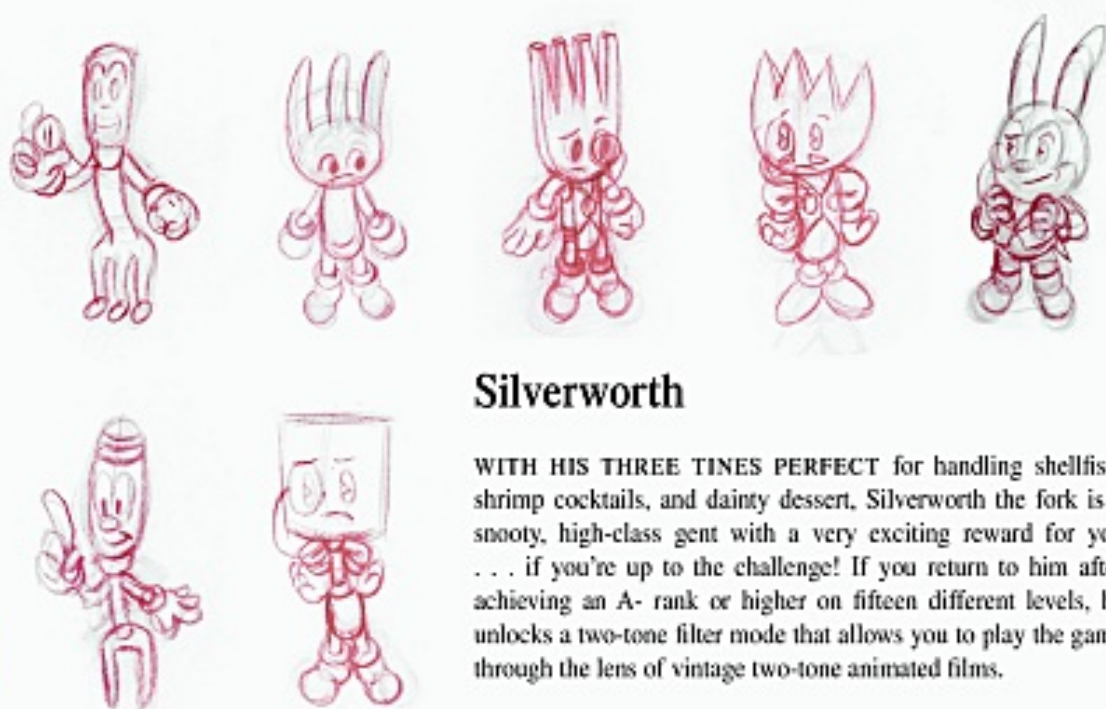 Silverworth
WITH HIS THREE TINES PERFECT for handling shellfis
shrimp cocktails, and dainty dessert, Silverworth the fork is
snooty, high-class gent with a very exciting reward for yo
. . . if you're up to the challenge! If you return to him aft
achieving an A- rank or higher on fifteen different levels, h
unlocks a two-tone filter mode that allows you to play the gam
through the lens of vintage two-tone animated films.